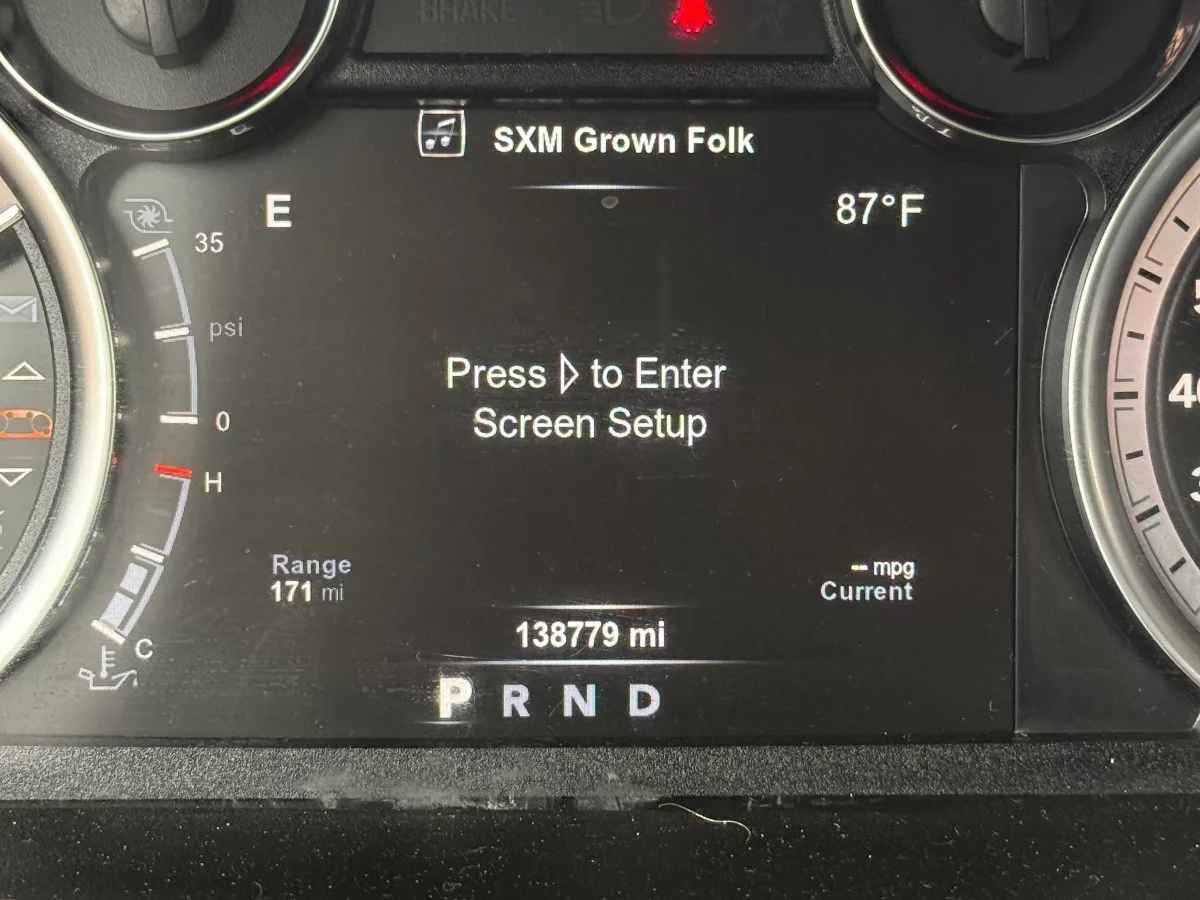 BRAKE
SXM Grown Folk
E
87°F
35
psi
0
Press to Enter
Screen Setup
H
Range
171 mi
-- mpg
Current
138779 mi
C
P R N D